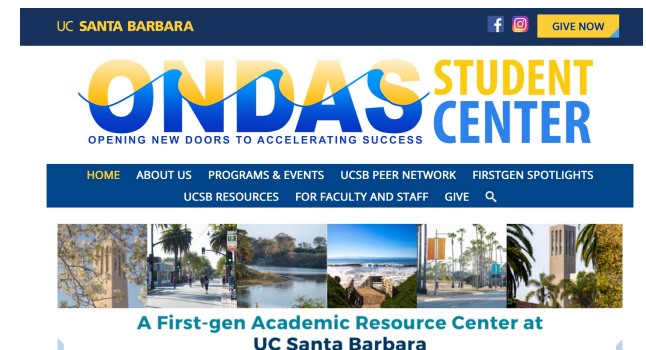 UC SANTA BARBARA
GIVE NOW
ONDAS STUDENT CENTER
OPENING NEW DOORS TO ACCELERATING SUCCESS
HOME ABOUT US PROGRAMS & EVENTS UCSB PEER NETWORK FIRSTGEN SPOTLIGHTS
UCSB RESOURCES FOR FACULTY AND STAFF GIVE
A First-gen Academic Resource Center at
UC Santa Barbara